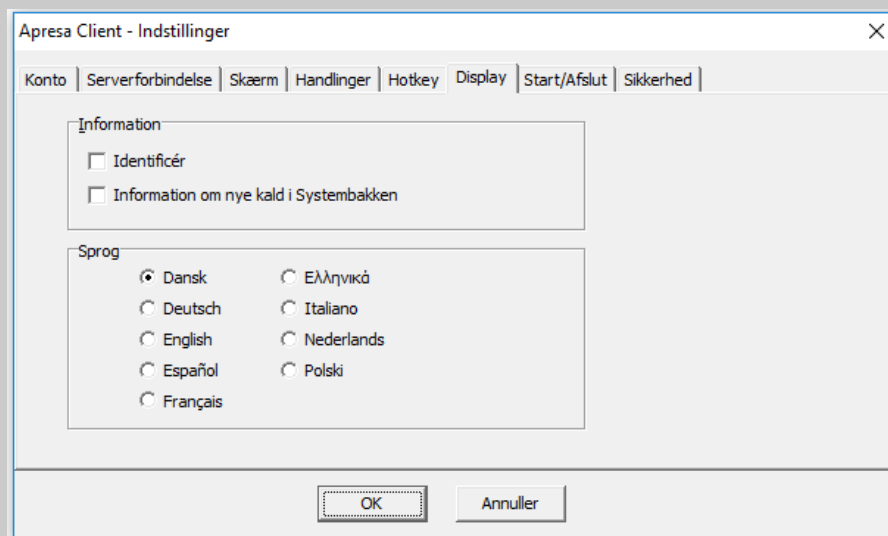 Apresa Client - Indstillinger
Konto Serverforbindelse Skærm Handlinger Hotkey Display Start/Afslut Sikkerhed
Information
Identificér
Information om nye kald i Systembakken
Sprog
Dansk
Deutsch
English
Español
Français
Ελληνικά
Italiano
Nederlands
Polski
OK Annuller